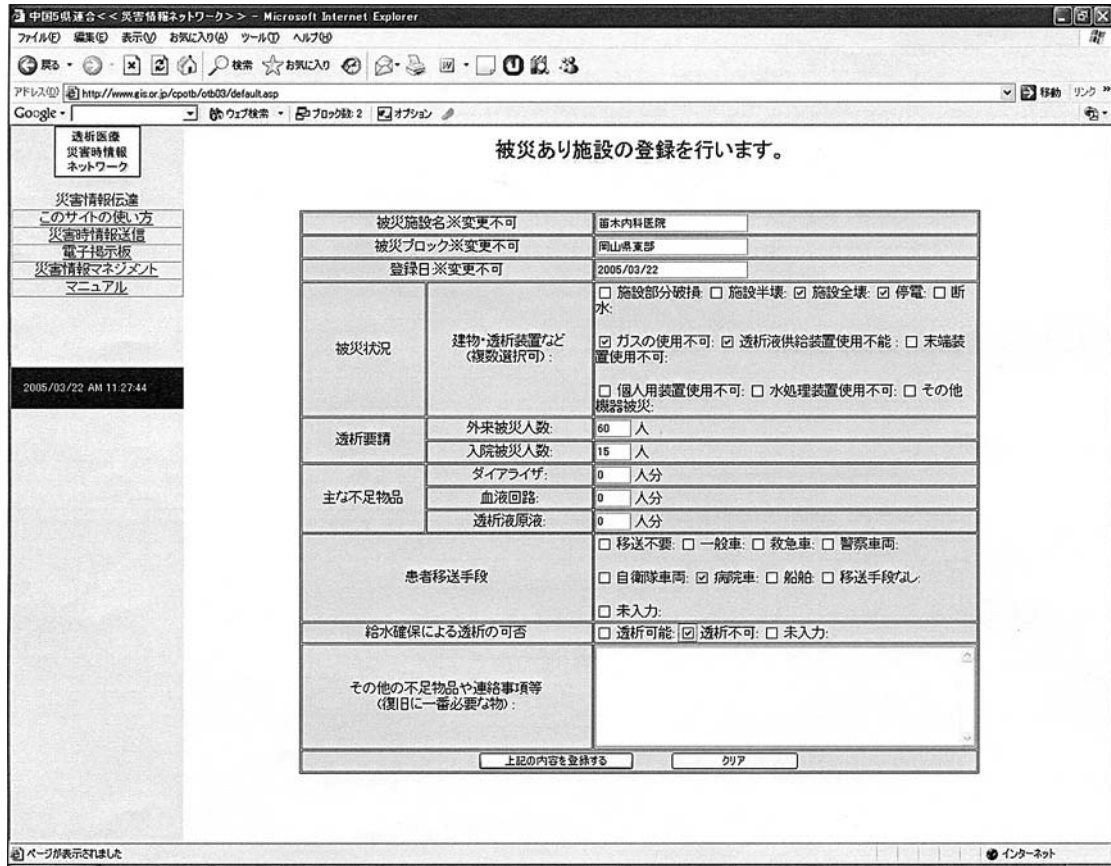 中国5県連合<<災害情報ネットワーク>> - Microsoft Internet Explorer
ファイル(F) 編集(E) 表示(V) お気に入り(A) ツール(T) ヘルプ(H)
戻る 検索 お気に入り
アドレス(D) http://www.gis.or.jp/cpotb/otb03/default.asp 移動 リンク »
Google ウェブ検索 ブロック数: 2 オプション
透析医療
災害時情報
ネットワーク
災害情報伝達
このサイトの使い方
災害時情報送信
電子掲示板
災害情報マネジメント
マニュアル
2005/03/22 AM 11:27:44
被災あり施設の登録を行います。
被災施設名※変更不可 笛木内科医院
被災ブロック※変更不可 岡山県東部
登録日※変更不可 2005/03/22
被災状況 建物・透析装置など
(複数選択可):
□ 施設部分破損: □ 施設半壊: ☑ 施設全壊: ☑ 停電: □ 断
水:
☑ ガスの使用不可: ☑ 透析液供給装置使用不能: □ 末端装
置使用不可:
□ 個人用装置使用不可: □ 水処理装置使用不可: □ その他
機器被災:
透析要請 外来被災人数: 60 人
入院被災人数: 15 人
主な不足物品 ダイアライザ: 0 人分
血液回路: 0 人分
透析液原液: 0 人分
患者移送手段
□ 移送不要: □ 一般車: □ 救急車: □ 警察車両:
□ 自衛隊車両: ☑ 病院車: □ 船舶: □ 移送手段なし:
□ 未入力:
給水確保による透析の可否 □ 透析可能: ☑ 透析不可: □ 未入力:
その他の不足物品や連絡事項等
(復旧に一番必要な物):
上記の内容を登録する クリア
ページが表示されました インターネット